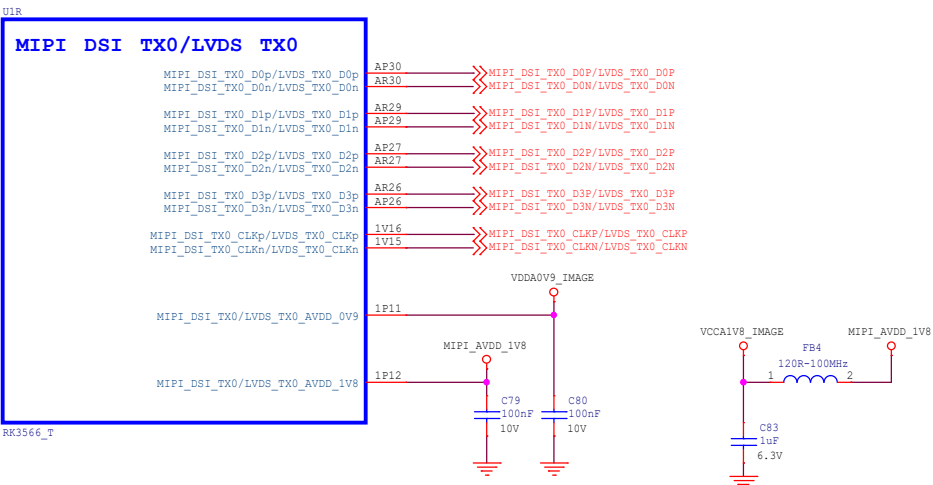 U1R
MIPI DSI TX0/LVDS TX0
MIPI_DSI_TX0_D0p/LVDS_TX0_D0p AP30 MIPI_DSI_TX0_D0P/LVDS_TX0_D0P
MIPI_DSI_TX0_D0n/LVDS_TX0_D0n AR30 MIPI_DSI_TX0_D0N/LVDS_TX0_D0N
MIPI_DSI_TX0_D1p/LVDS_TX0_D1p AR29 MIPI_DSI_TX0_D1P/LVDS_TX0_D1P
MIPI_DSI_TX0_D1n/LVDS_TX0_D1n AP29 MIPI_DSI_TX0_D1N/LVDS_TX0_D1N
MIPI_DSI_TX0_D2p/LVDS_TX0_D2p AP27 MIPI_DSI_TX0_D2P/LVDS_TX0_D2P
MIPI_DSI_TX0_D2n/LVDS_TX0_D2n AR27 MIPI_DSI_TX0_D2N/LVDS_TX0_D2N
MIPI_DSI_TX0_D3p/LVDS_TX0_D3p AR26 MIPI_DSI_TX0_D3P/LVDS_TX0_D3P
MIPI_DSI_TX0_D3n/LVDS_TX0_D3n AP26 MIPI_DSI_TX0_D3N/LVDS_TX0_D3N
MIPI_DSI_TX0_CLKp/LVDS_TX0_CLKp 1V16 MIPI_DSI_TX0_CLKP/LVDS_TX0_CLKP
MIPI_DSI_TX0_CLKn/LVDS_TX0_CLKn 1V15 MIPI_DSI_TX0_CLKN/LVDS_TX0_CLKN
VDDA0V9_IMAGE
MIPI_DSI_TX0/LVDS_TX0_AVDD_0V9 1P11
MIPI_AVDD_1V8
MIPI_DSI_TX0/LVDS_TX0_AVDD_1V8 1P12
C79
100nF
10V
C80
100nF
10V
RK3566_T
VCCA1V8_IMAGE MIPI_AVDD_1V8
FB4
120R-100MHz
1 2
C83
1uF
6.3V